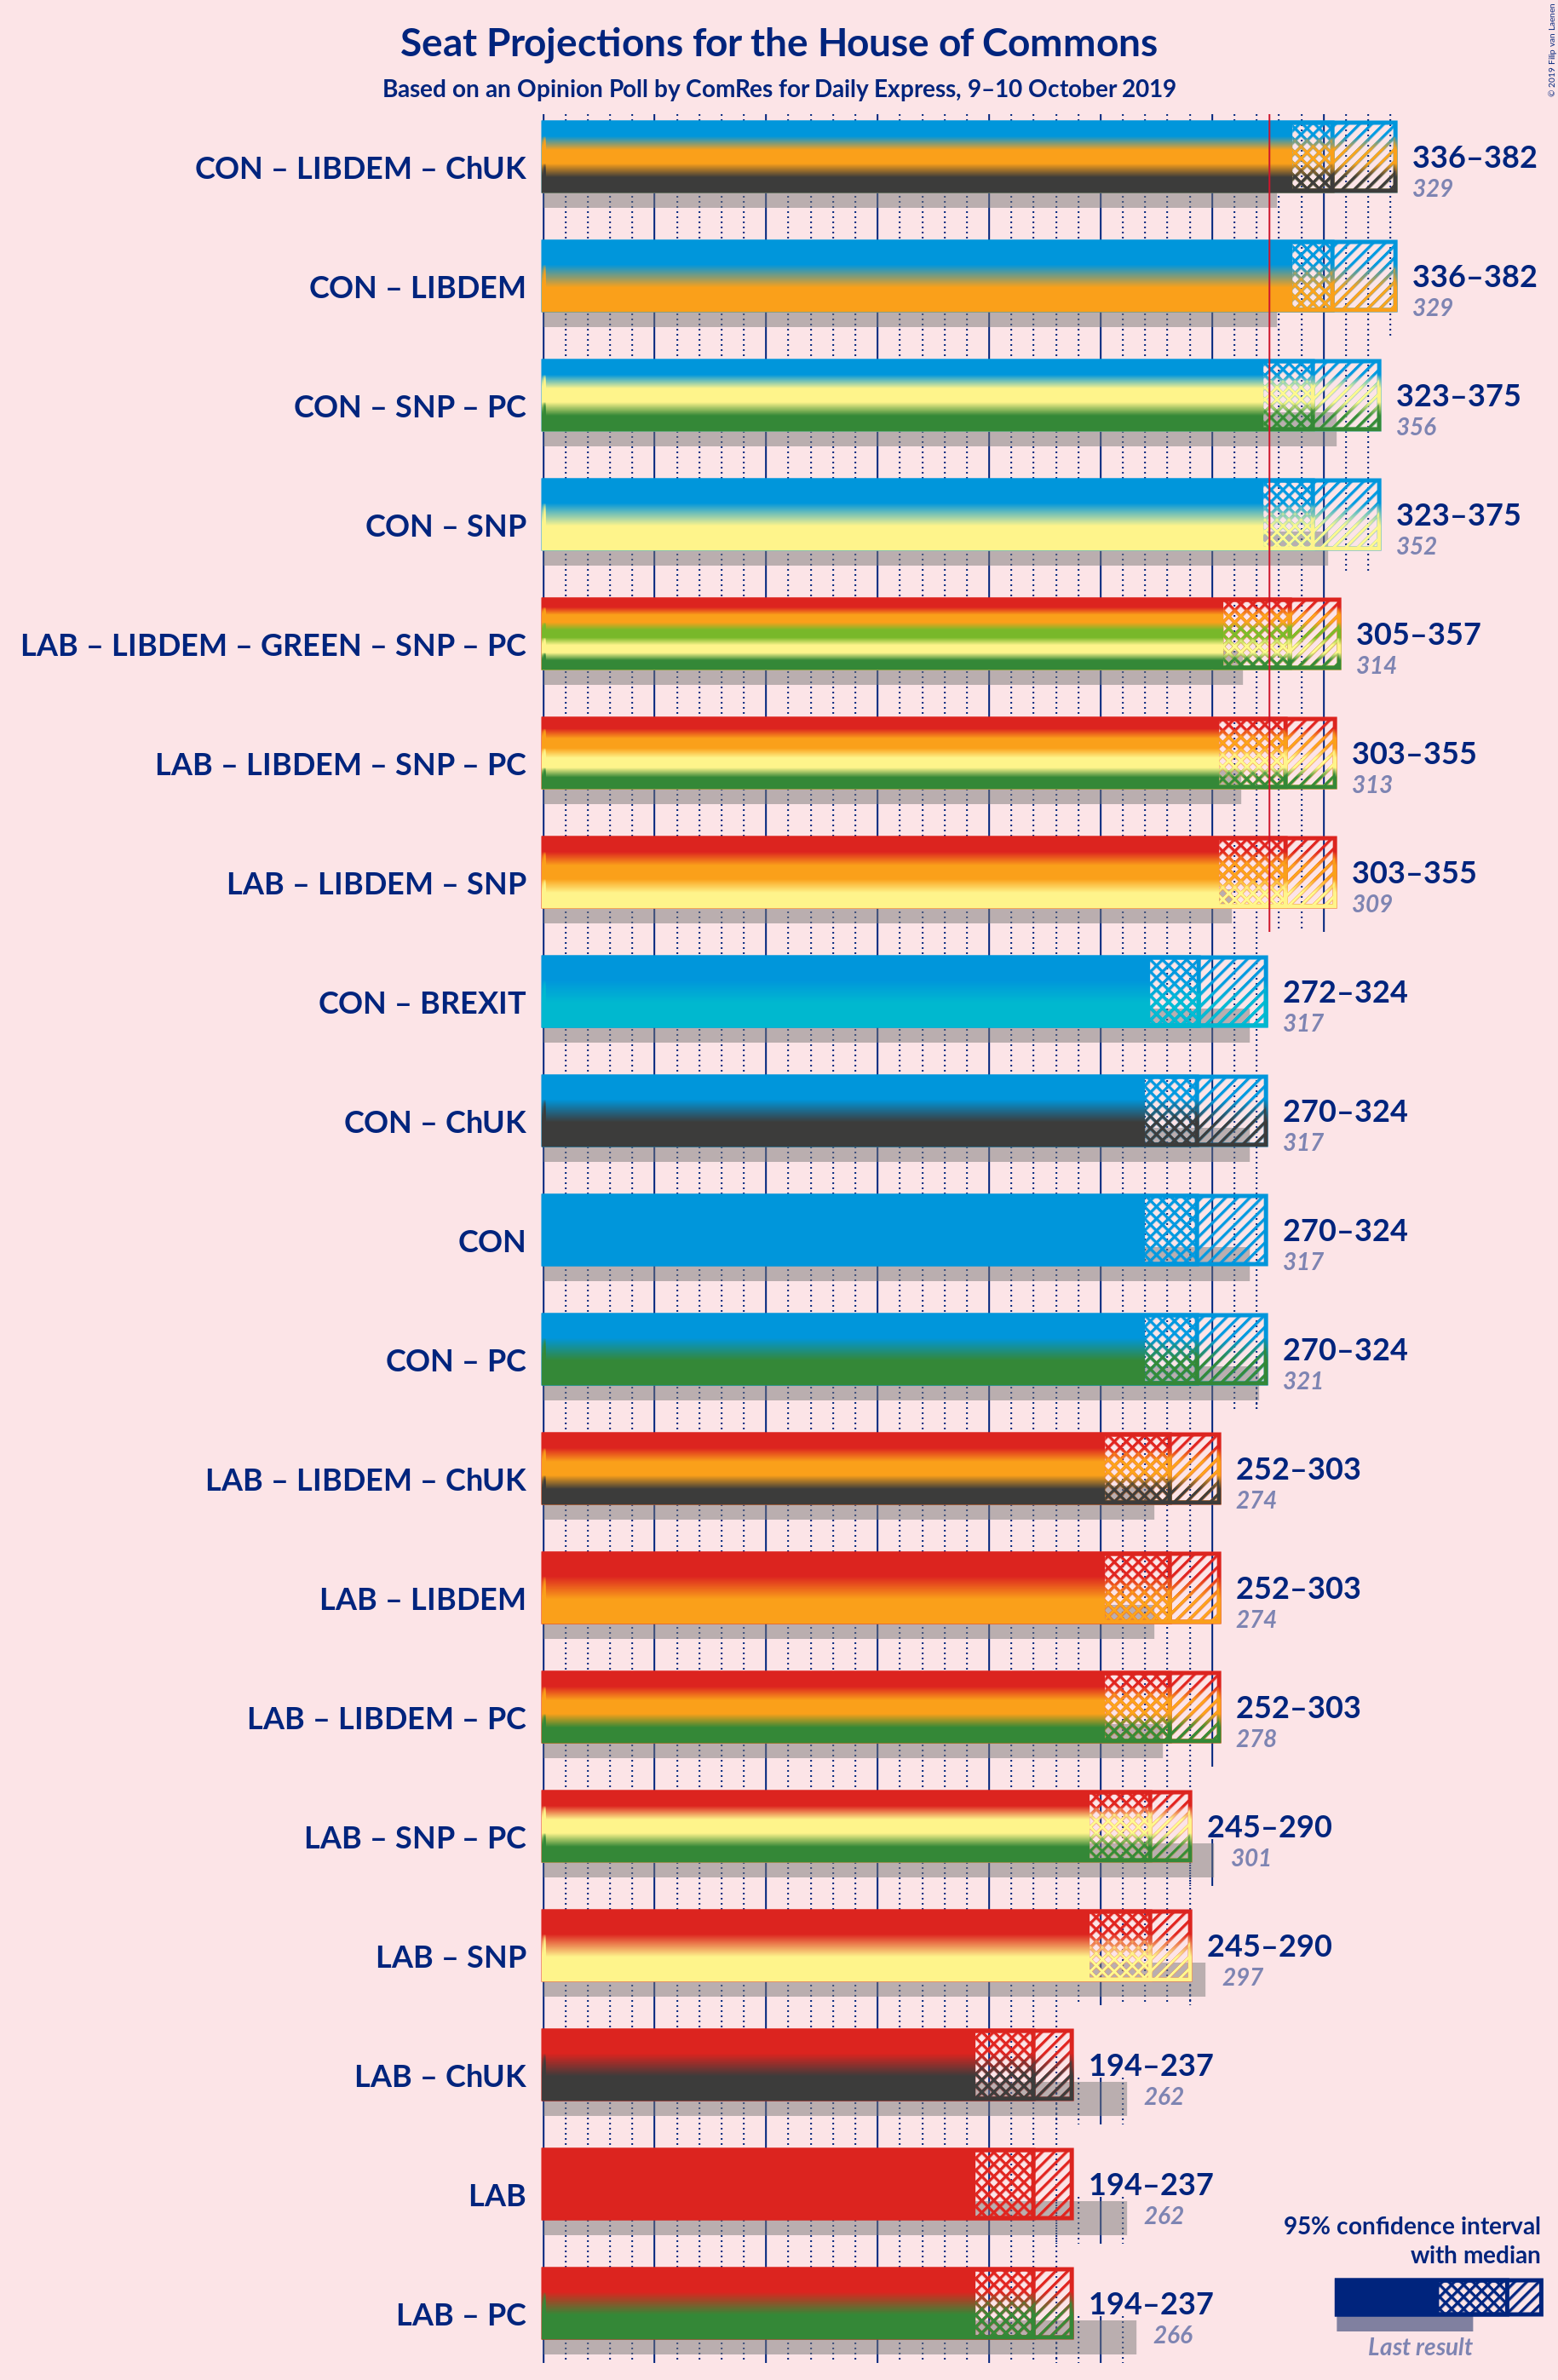 Seat Projections for the House of Commons
Based on an Opinion Poll by ComRes for Daily Express, 9–10 October 2019
© 2019 Filip van Laenen
CON – LIBDEM – ChUK
336–382
329
CON – LIBDEM
336–382
329
CON – SNP – PC
323–375
356
CON – SNP
323–375
352
LAB – LIBDEM – GREEN – SNP – PC
305–357
314
LAB – LIBDEM – SNP – PC
303–355
313
LAB – LIBDEM – SNP
303–355
309
CON – BREXIT
272–324
317
CON – ChUK
270–324
317
CON
270–324
317
CON – PC
270–324
321
LAB – LIBDEM – ChUK
252–303
274
LAB – LIBDEM
252–303
274
LAB – LIBDEM – PC
252–303
278
LAB – SNP – PC
245–290
301
LAB – SNP
245–290
297
LAB – ChUK
194–237
262
LAB
194–237
262
LAB – PC
194–237
266
95% confidence interval
with median
Last result